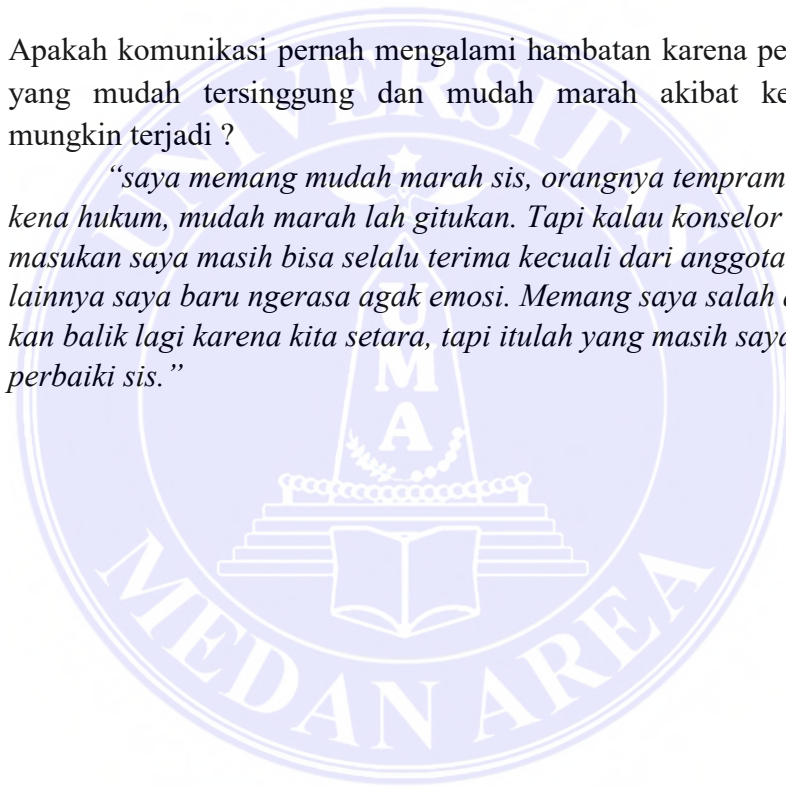 Apakah komunikasi pernah mengalami hambatan karena pe
yang mudah tersinggung dan mudah marah akibat ke
mungkin terjadi ?
“saya memang mudah marah sis, orangnya tempram
kena hukum, mudah marah lah gitukan. Tapi kalau konselor
masukan saya masih bisa selalu terima kecuali dari anggota
lainnya saya baru ngerasa agak emosi. Memang saya salah
kan balik lagi karena kita setara, tapi itulah yang masih saya
perbaiki sis.”
UNIVERSITAS
UMA
MEDAN AREA